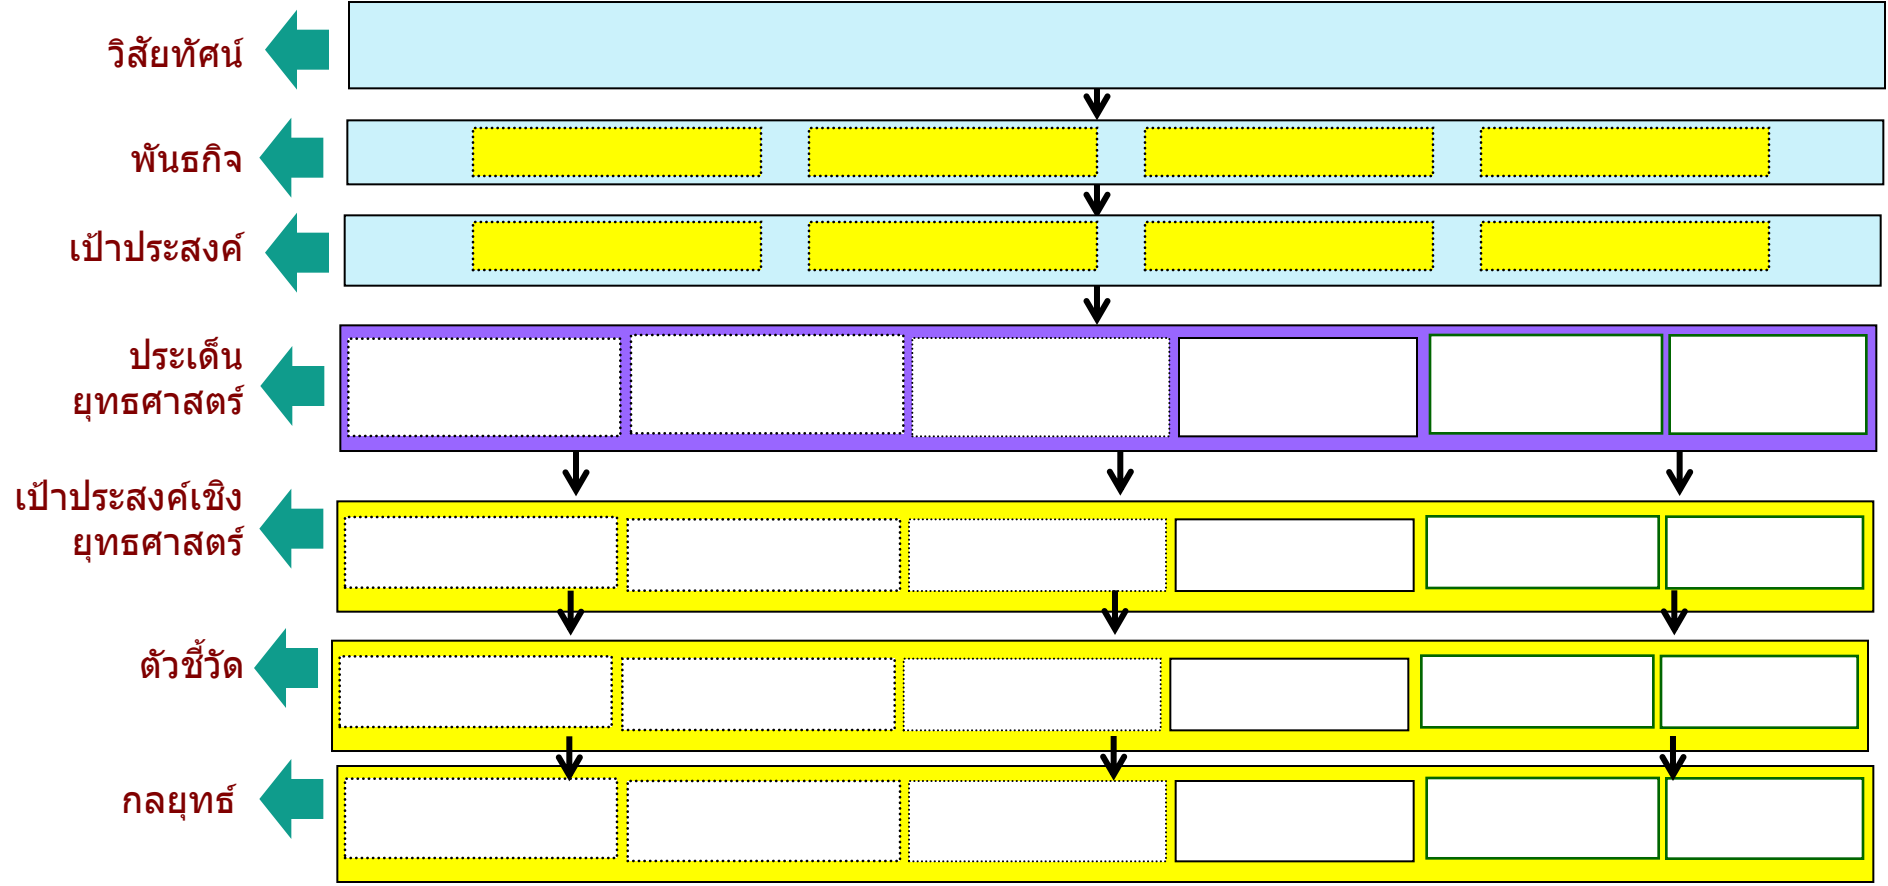 วิสัยทัศน์
พันธกิจ
เป้าประสงค์
ประเด็น
ยุทธศาสตร์
เป้าประสงค์เชิง
ยุทธศาสตร์
ตัวชี้วัด
กลยุทธ์